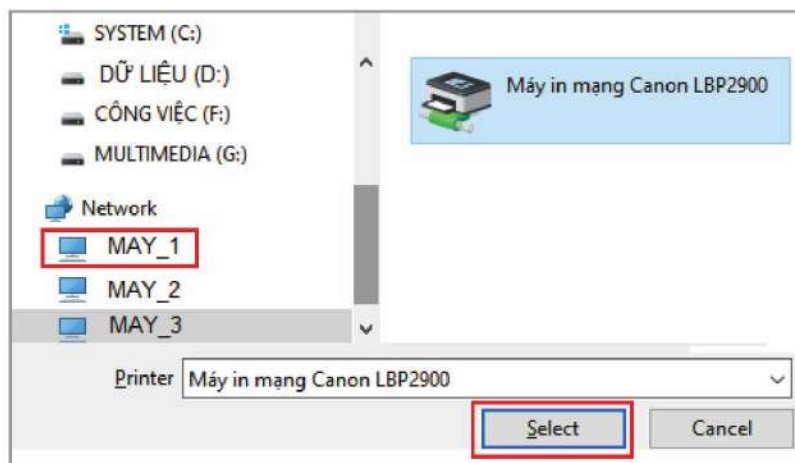 SYSTEM (C:)
DỮ LIỆU (D:)
CÔNG VIỆC (F:)
MULTIMEDIA (G:)
Network
MAY_1
MAY_2
MAY_3
Máy in mạng Canon LBP2900
Printer Máy in mạng Canon LBP2900
Select Cancel